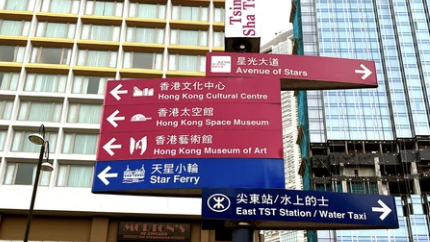 Tsim
Sha Ts
星光大道
Avenue of Stars
香港文化中心
Hong Kong Cultural Centre
香港太空館
Hong Kong Space Museum
香港藝術館
Hong Kong Museum of Art
天星小輪
Star Ferry
尖東站/水上的士
East TST Station / Water Taxi
MORTON'S